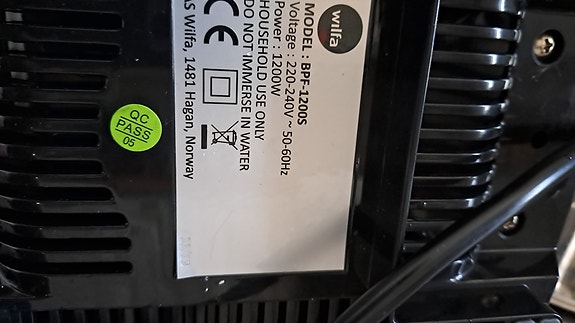 wilfa
MODEL : BPF-1200S
Voltage : 220-240V ~ 50-60Hz
Power : 1200W
HOUSEHOLD USE ONLY
DO NOT IMMERSE IN WATER
CE
AS Wilfa, 1481 Hagan, Norway
QC
PASS
05